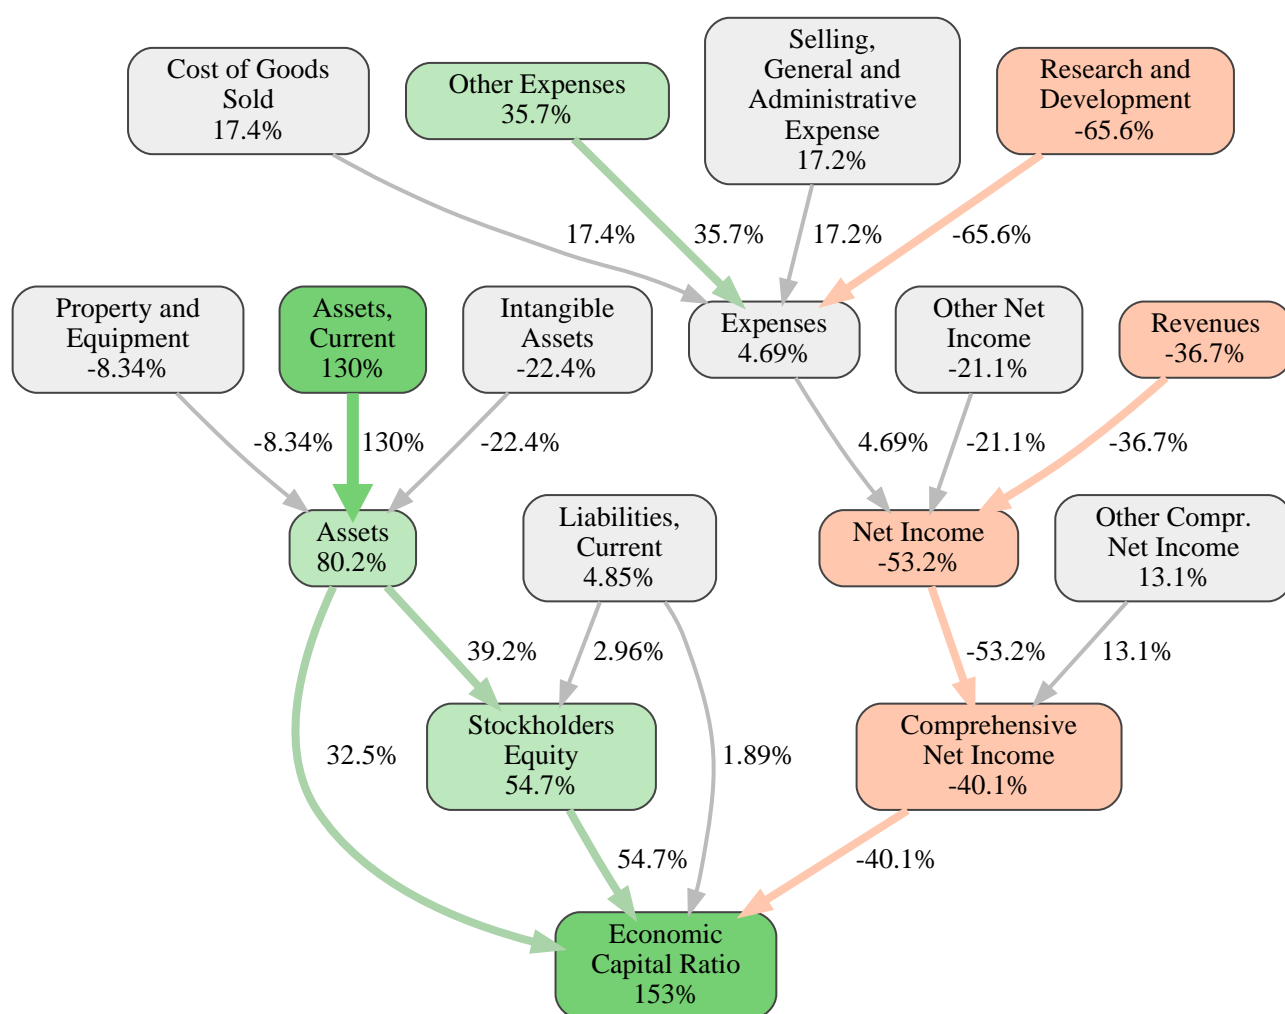 Cost of Goods
Sold
17.4%
Other Expenses
35.7%
Selling,
General and
Administrative
Expense
17.2%
Research and
Development
-65.6%
17.4%
35.7%
17.2%
-65.6%
Property and
Equipment
-8.34%
Assets,
Current
130%
Intangible
Assets
-22.4%
Expenses
4.69%
Other Net
Income
-21.1%
Revenues
-36.7%
-8.34%
130%
-22.4%
4.69%
-21.1%
-36.7%
Assets
80.2%
Liabilities,
Current
4.85%
Net Income
-53.2%
Other Compr.
Net Income
13.1%
39.2%
2.96%
-53.2%
13.1%
Stockholders
Equity
54.7%
Comprehensive
Net Income
-40.1%
32.5%
1.89%
54.7%
-40.1%
Economic
Capital Ratio
153%